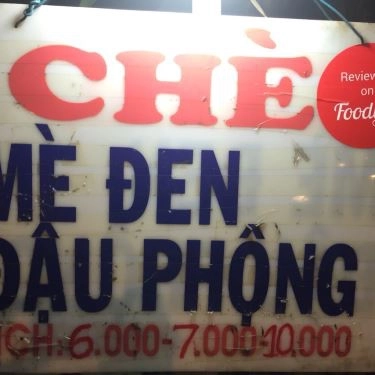 CHÈ
Review
on
Foody
MÈ ĐEN
ĐẬU PHỘNG
6.000-7.000-10.000